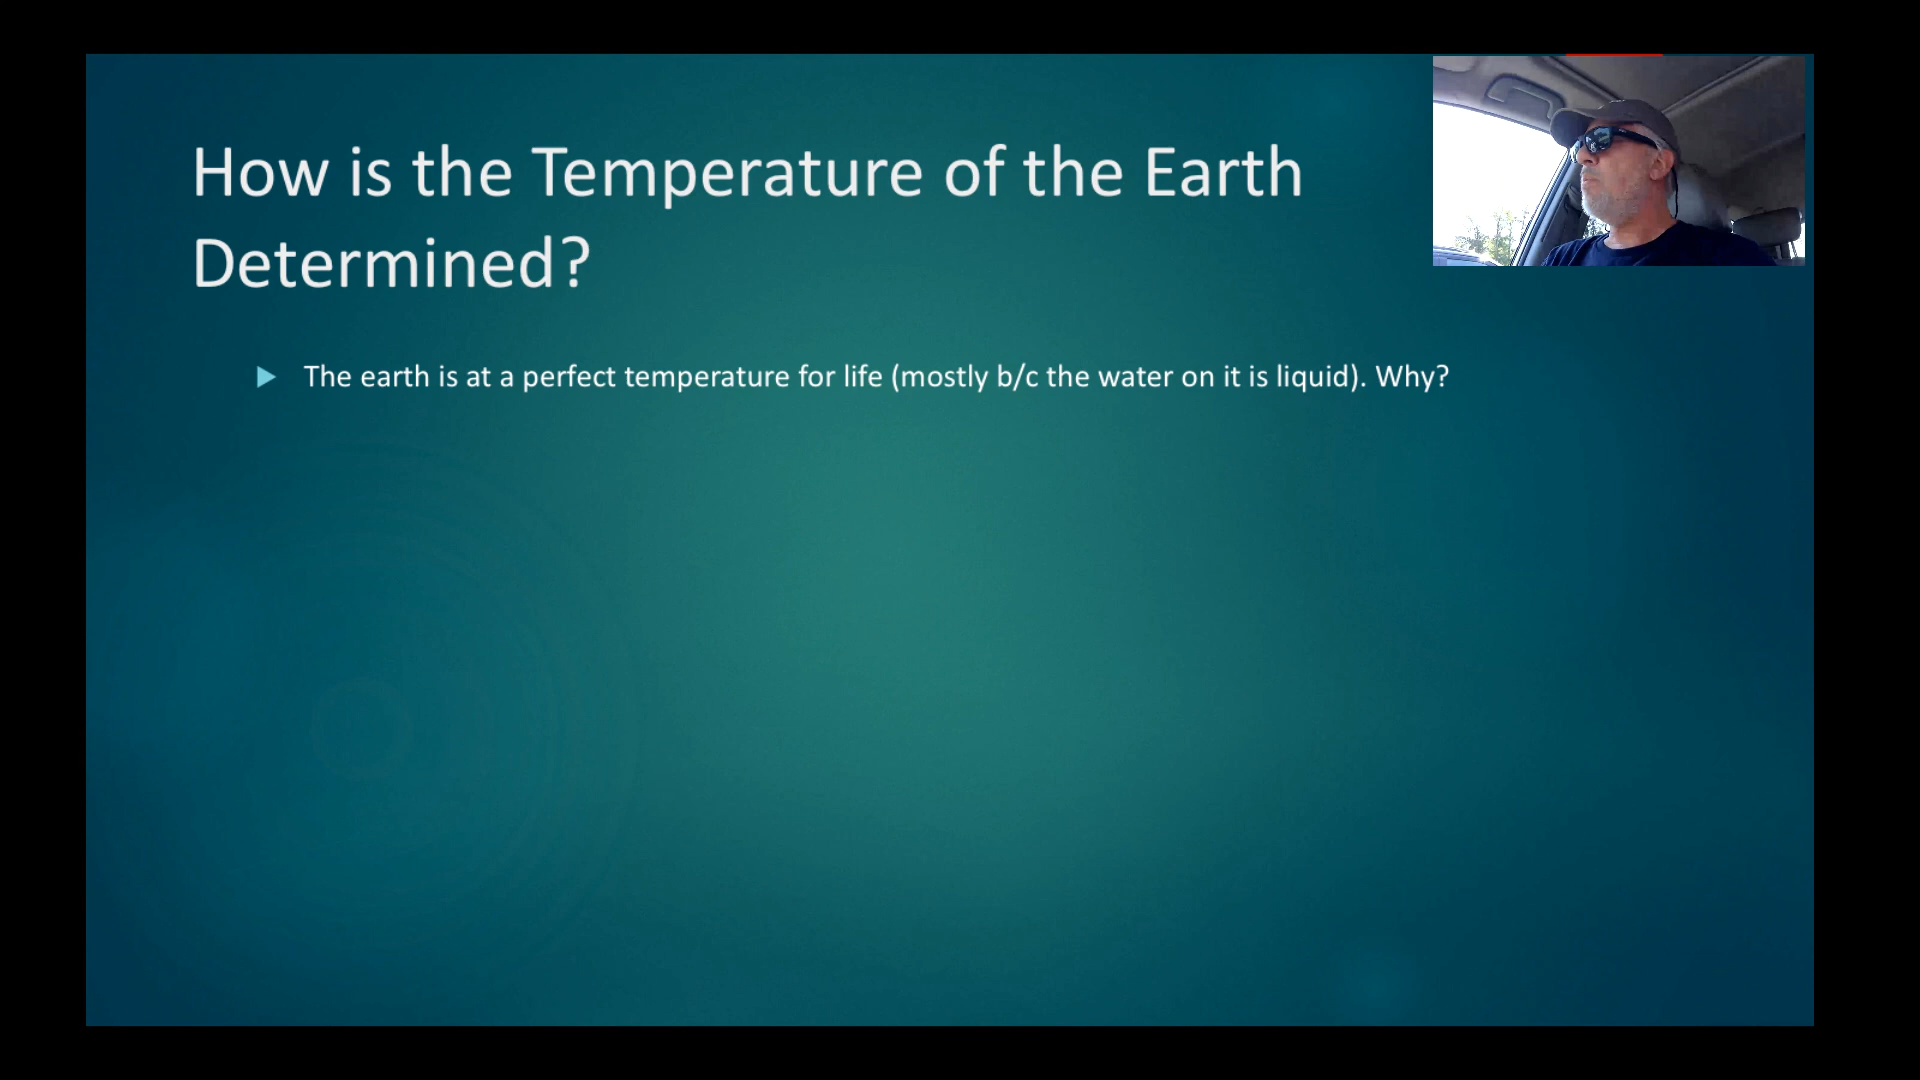 How is the Temperature of the Earth
Determined?
The earth is at a perfect temperature for life (mostly b/c the water on it is liquid). Why?